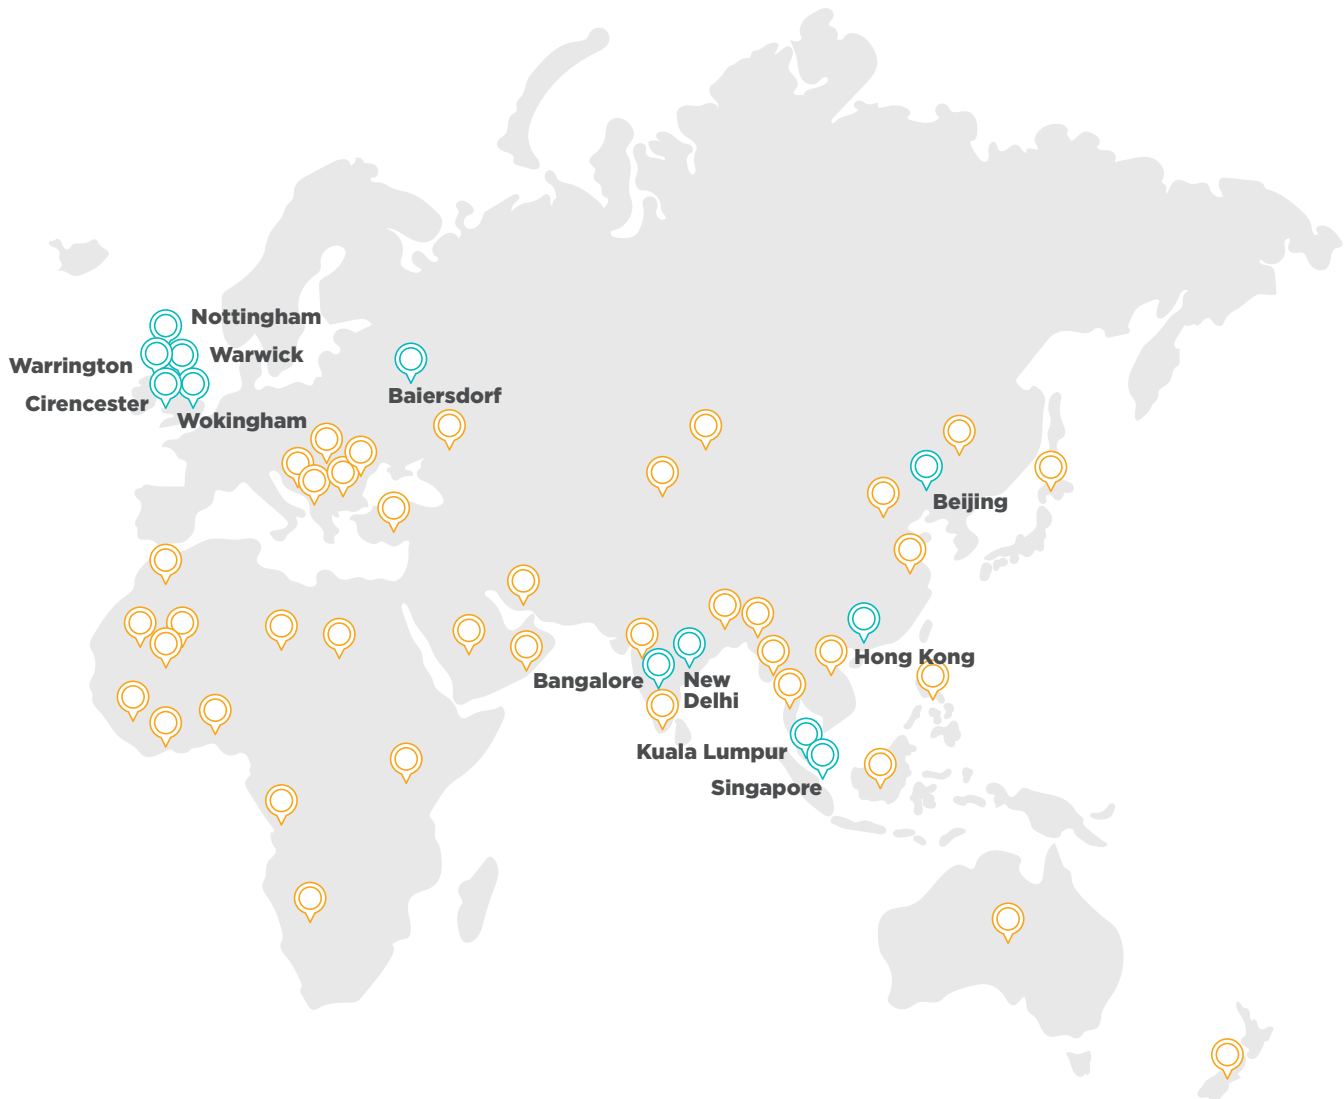 Nottingham
Warwick
Warrington
Baiersdorf
Cirencester
Wokingham
Beijing
Hong Kong
Bangalore
New
Delhi
Kuala Lumpur
Singapore